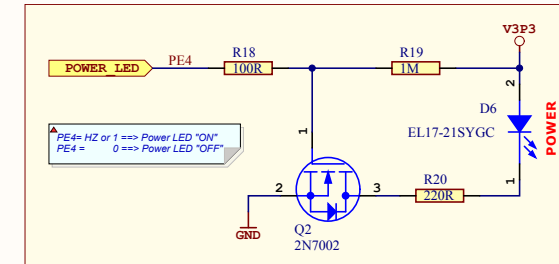 V3P3
POWER_LED
PE4
R18
100R
R19
1M
2
D6
EL17-21SYGC
POWER
PE4= HZ or 1 ==> Power LED "ON"
PE4 = 0 ==> Power LED "OFF"
1
1
2
3
R20
220R
GND
Q2
2N7002